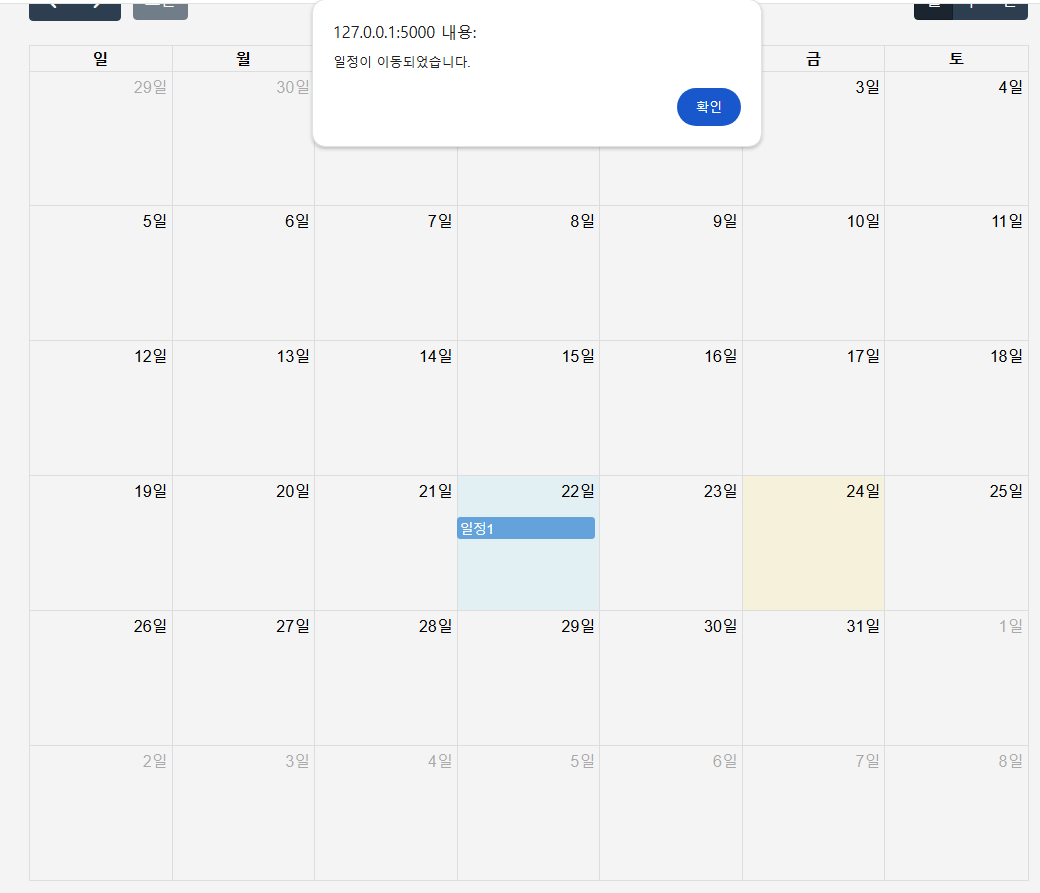 127.0.0.1:5000 내용:
일정이 이동되었습니다.
확인
일 월 금 토
29일 30일 3일 4일
5일 6일 7일 8일 9일 10일 11일
12일 13일 14일 15일 16일 17일 18일
19일 20일 21일 22일 23일 24일 25일
일정1
26일 27일 28일 29일 30일 31일 1일
2일 3일 4일 5일 6일 7일 8일